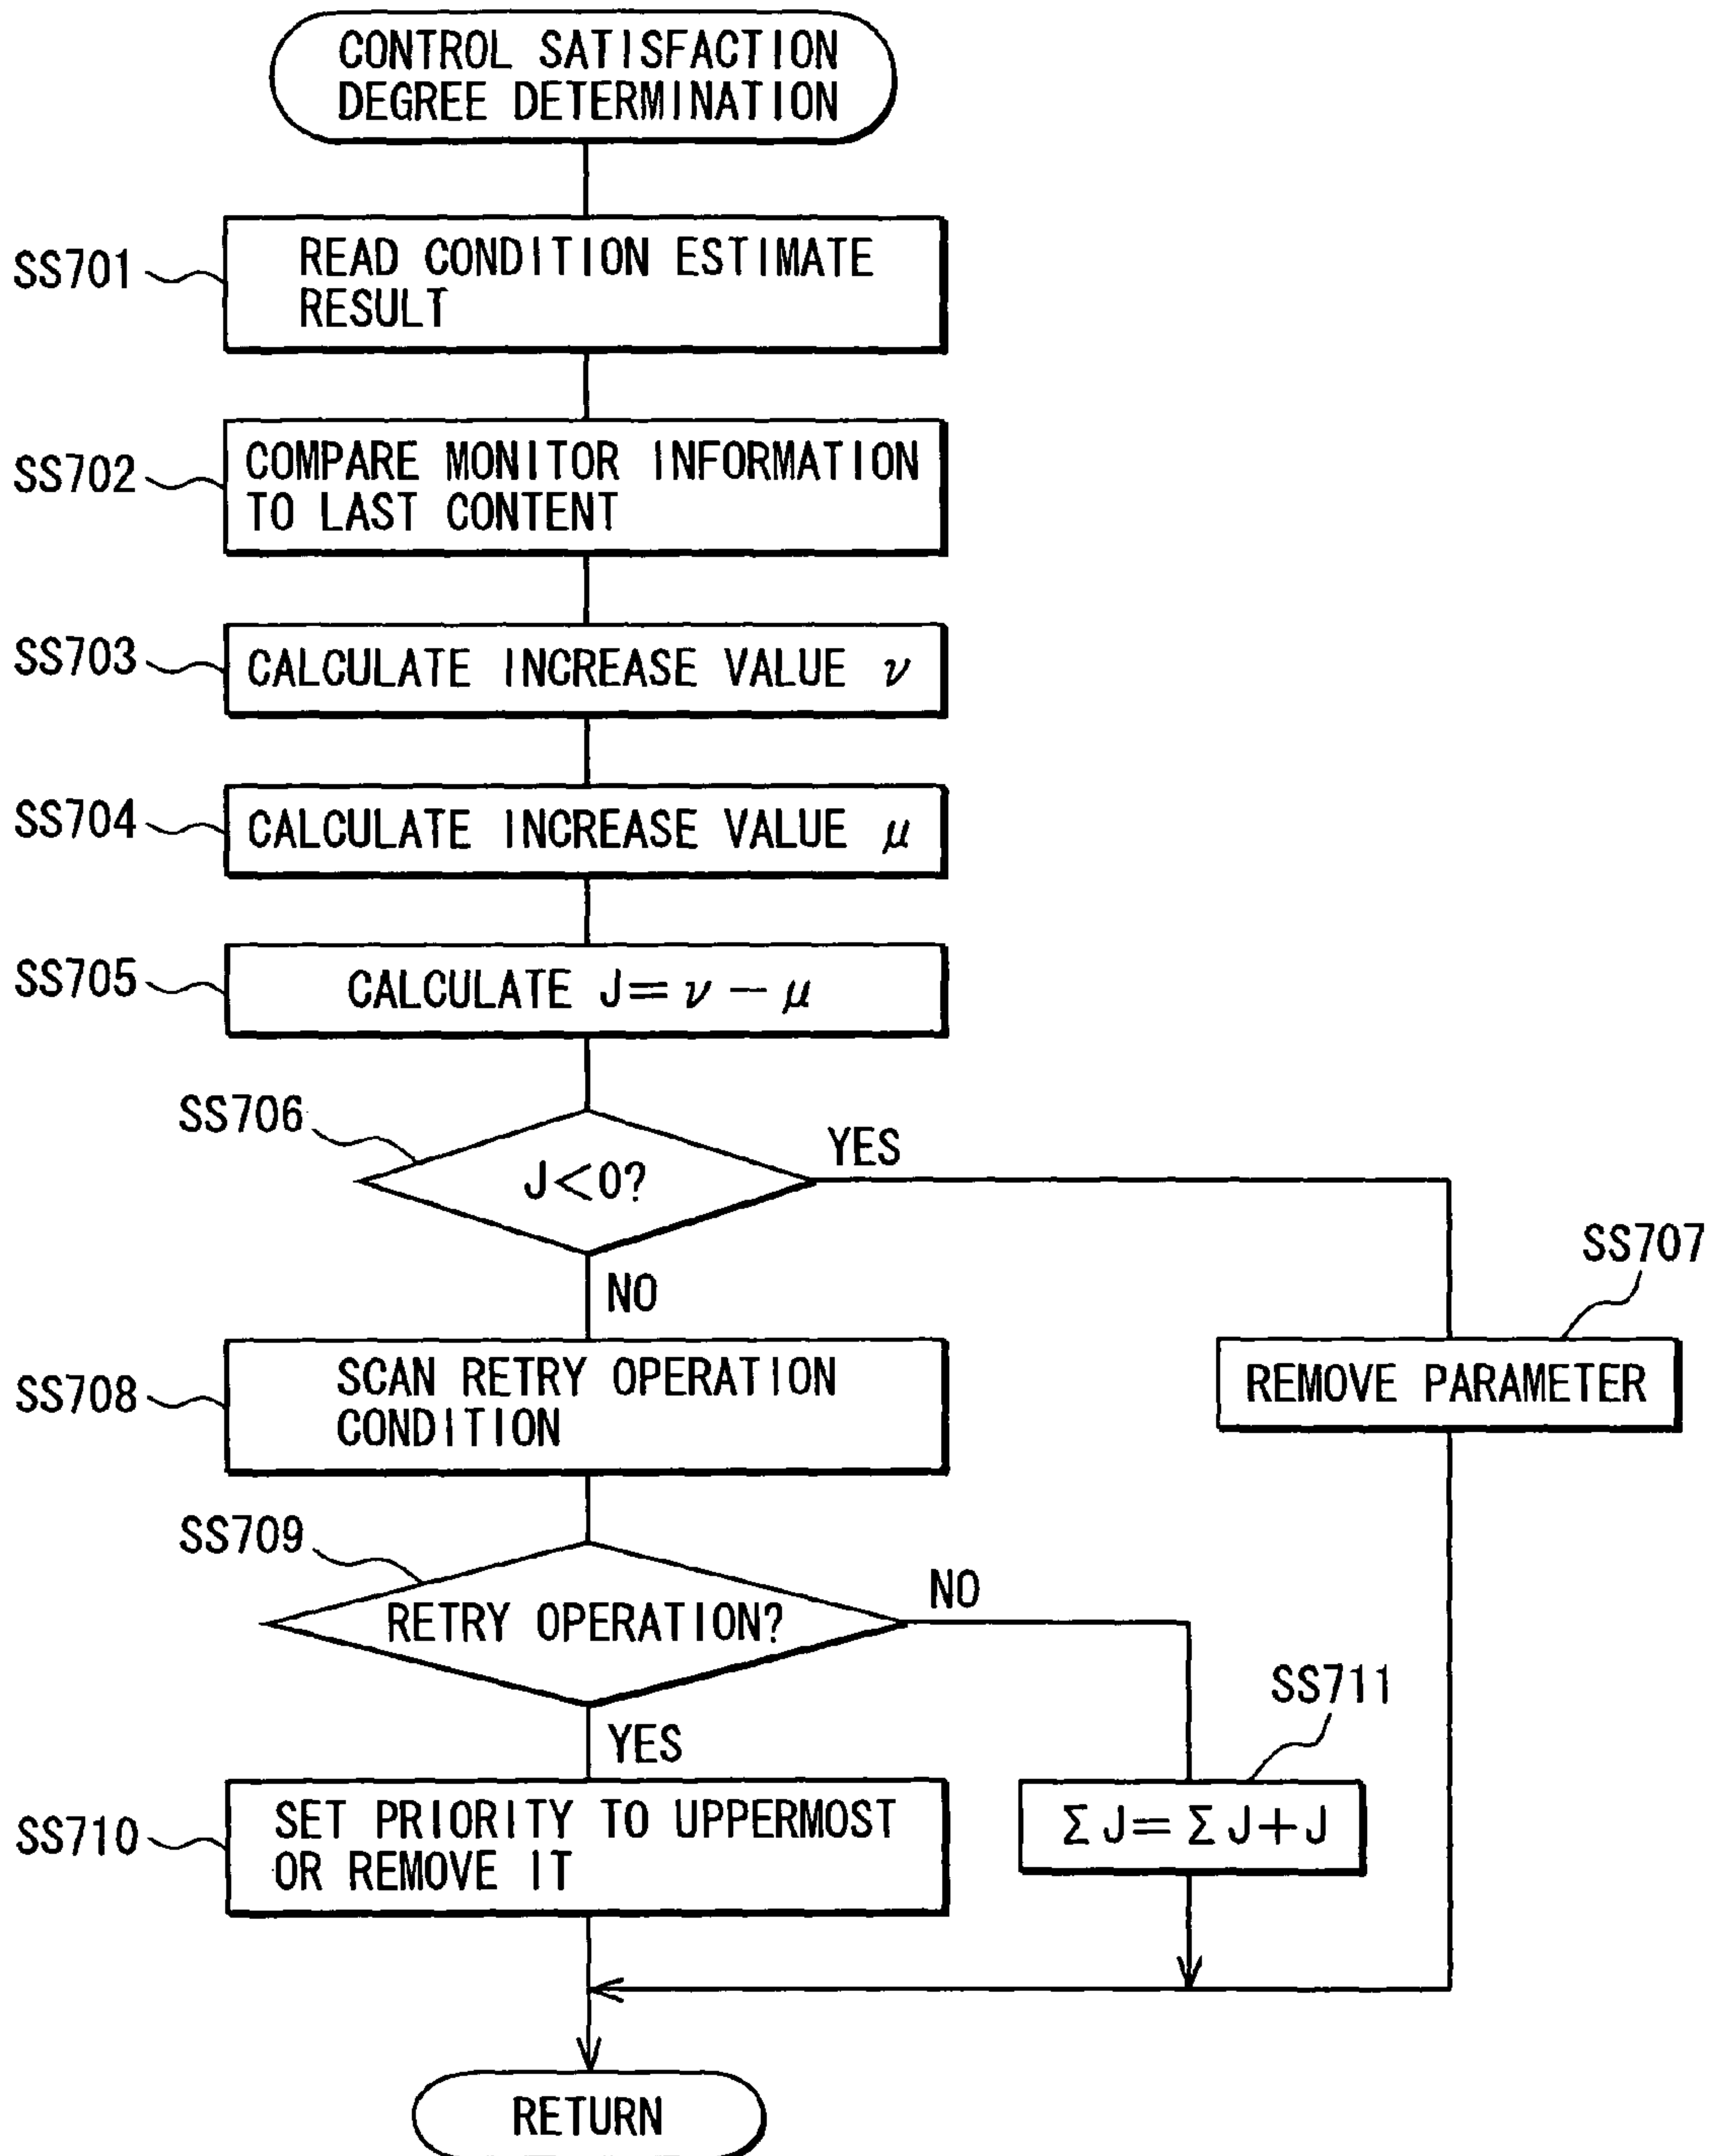 CONTROL SATISFACTION
DEGREE DETERMINATION
SS701
READ CONDITION ESTIMATE
RESULT
SS702
COMPARE MONITOR INFORMATION
TO LAST CONTENT
SS703
CALCULATE INCREASE VALUE ν
SS704
CALCULATE INCREASE VALUE μ
SS705
CALCULATE J=ν-μ
SS706
J<0?
YES
NO
SS707
REMOVE PARAMETER
SS708
SCAN RETRY OPERATION
CONDITION
SS709
RETRY OPERATION?
NO
YES
SS711
ΣJ=ΣJ+J
SS710
SET PRIORITY TO UPPERMOST
OR REMOVE IT
RETURN